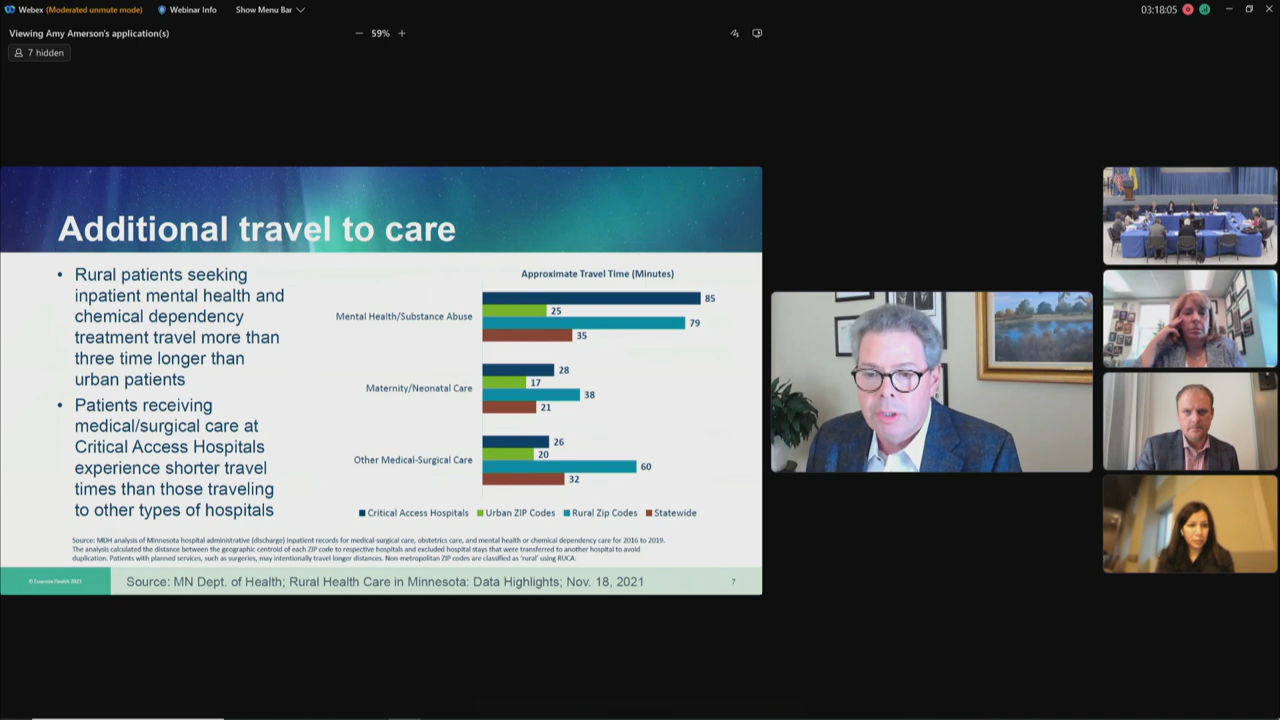 Webex (Moderated unmute mode) Webinar Info Show Menu Bar 03:18:05
Viewing Amy Amerson's application(s) 59%
7 hidden
Additional travel to care
• Rural patients seeking
inpatient mental health and
chemical dependency
treatment travel more than
three time longer than
urban patients
• Patients receiving
medical/surgical care at
Critical Access Hospitals
experience shorter travel
times than those traveling
to other types of hospitals
Approximate Travel Time (Minutes)
85
25
Mental Health/Substance Abuse
79
35
28
17
Maternity/Neonatal Care
38
21
26
20
Other Medical-Surgical Care
60
32
Critical Access Hospitals Urban ZIP Codes Rural Zip Codes Statewide
Source: MDH analysis of Minnesota hospital administrative (discharge) inpatient records for medical-surgical care, obstetrics care, and mental health or chemical dependency care for 2016 to 2019.
The analysis calculated the distance between the geographic centroid of each ZIP code to respective hospitals and excluded hospital stays that were transferred to another hospital to avoid
duplication. Patients with planned services, such as surgeries, may intentionally travel longer distances. Non-metropolitan ZIP codes are classified as 'rural' using RUCA.
© Essentia Health 2023 Source: MN Dept. of Health; Rural Health Care in Minnesota: Data Highlights; Nov. 18, 2021 7